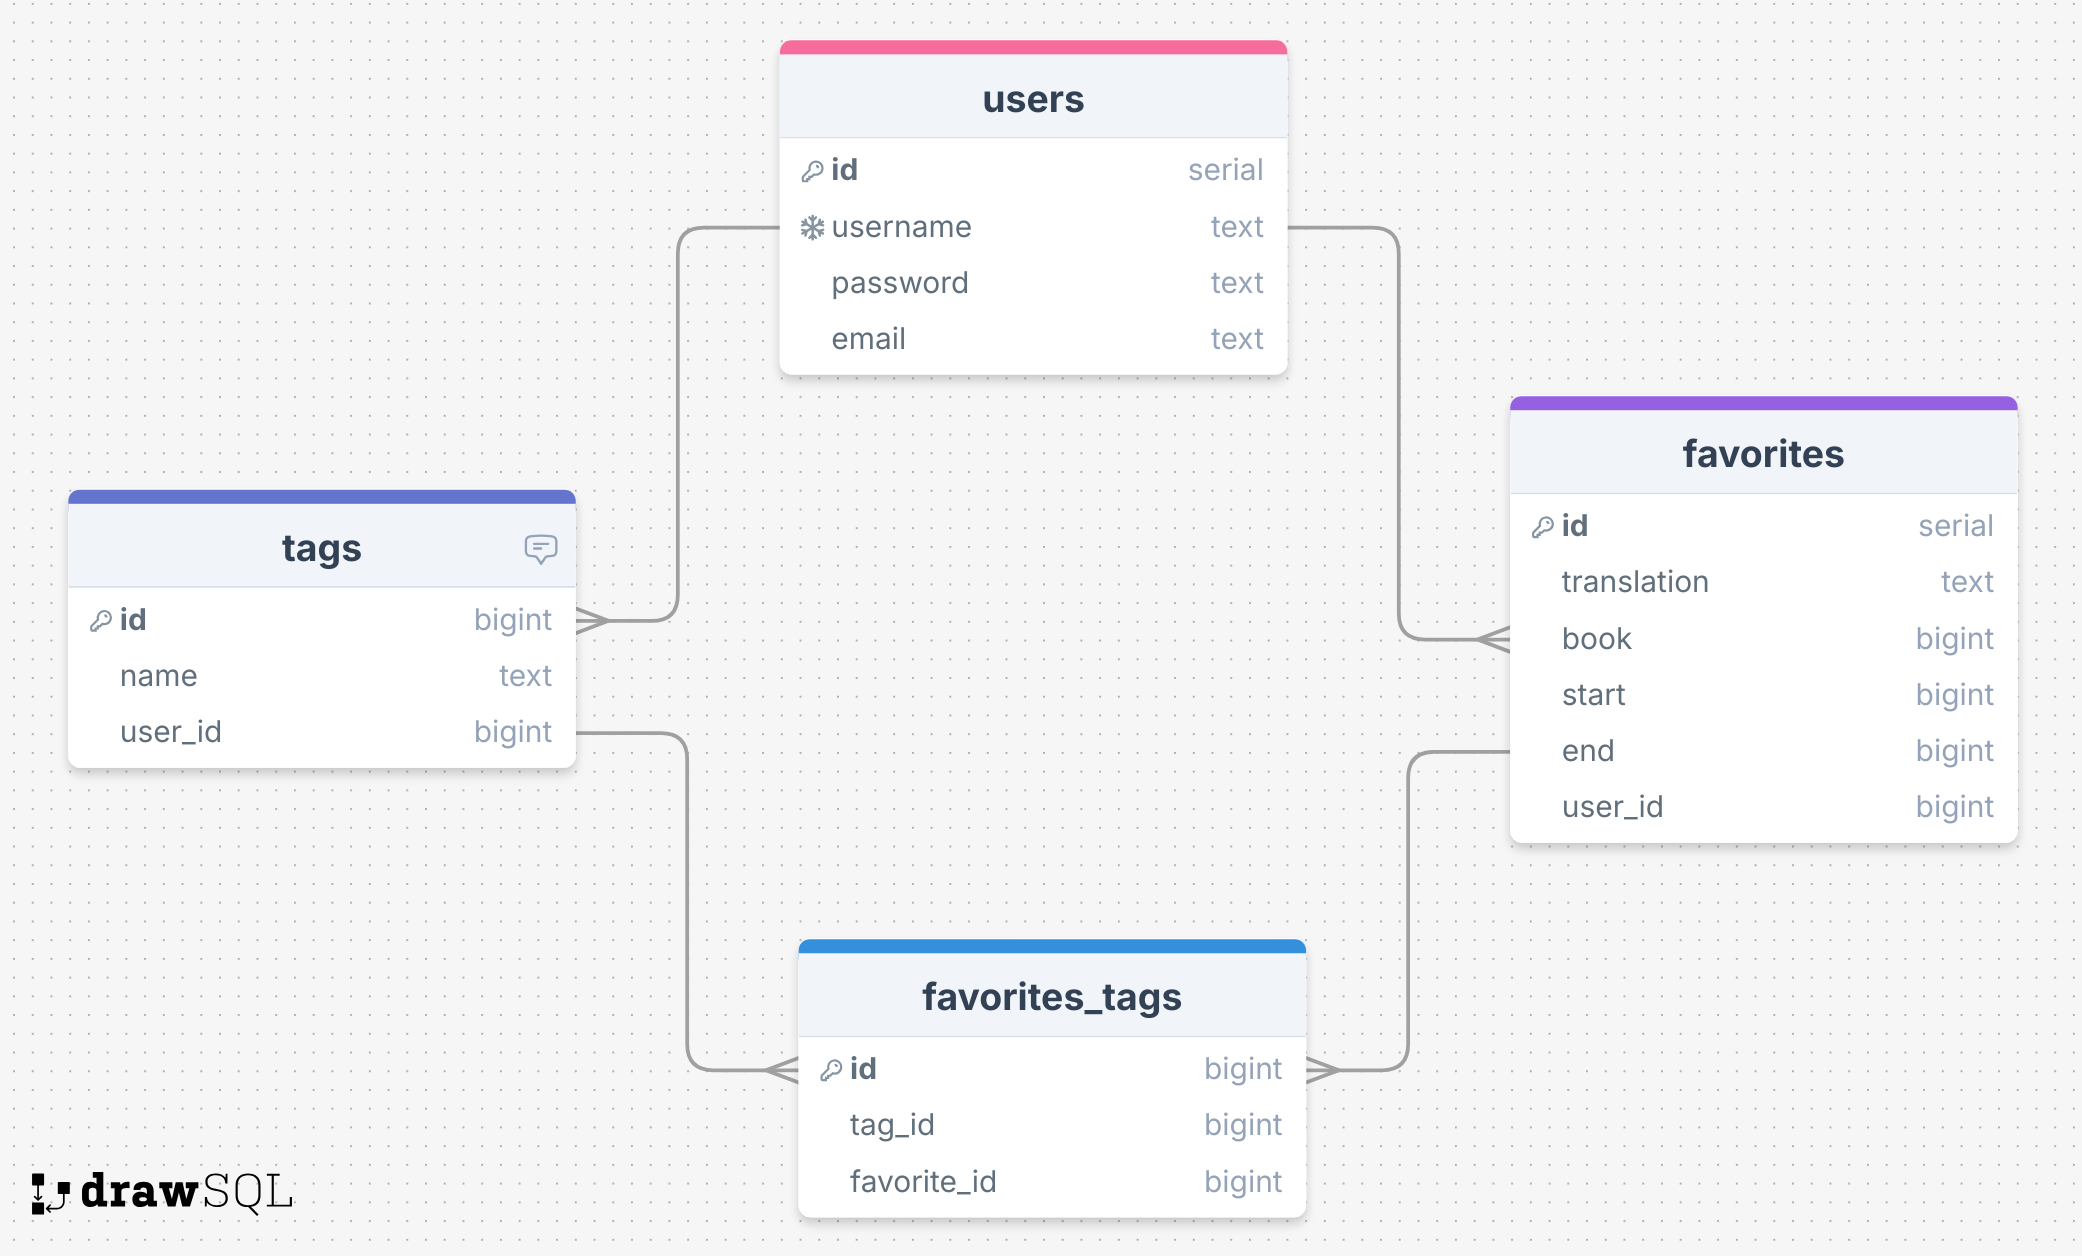 users
id serial
username text
password text
email text
favorites
id serial
translation text
book bigint
start bigint
end bigint
user_id bigint
tags
id bigint
name text
user_id bigint
favorites_tags
id bigint
tag_id bigint
favorite_id bigint
drawSQL